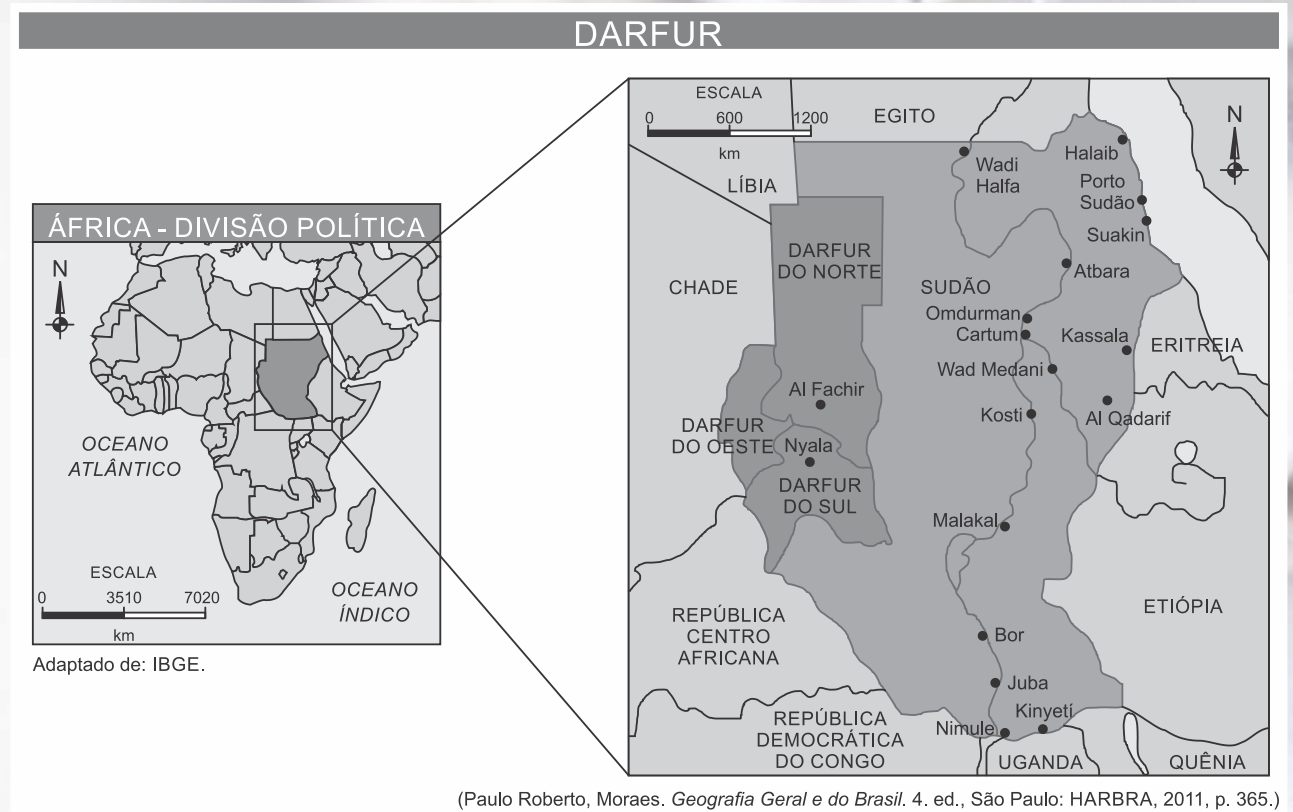 DARFUR
ÁFRICA - DIVISÃO POLÍTICA
N
OCEANO
ATLÂNTICO
ESCALA
0 3510 7020
km
OCEANO
ÍNDICO
Adaptado de: IBGE.
ESCALA
0 600 1200
km
EGITO
N
LÍBIA
Wadi
Halfa
Halaib
Porto
Sudão
Suakin
DARFUR
DO NORTE
Atbara
CHADE
SUDÃO
Omdurman
Cartum
Kassala
ERITREIA
Wad Medani
Al Fachir
Kosti
Al Qadarif
DARFUR
DO OESTE
Nyala
DARFUR
DO SUL
Malakal
ETIÓPIA
REPÚBLICA
CENTRO
AFRICANA
Bor
Juba
Kinyetí
REPÚBLICA
DEMOCRÁTICA
DO CONGO
Nimule
UGANDA
QUÊNIA
(Paulo Roberto, Moraes. Geografia Geral e do Brasil. 4. ed., São Paulo: HARBRA, 2011, p. 365.)